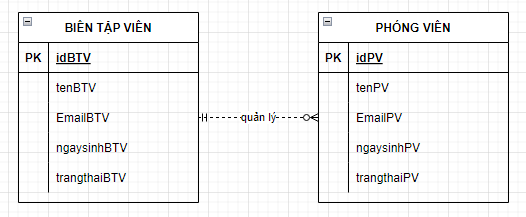 BIÊN TẬP VIÊN
PK idBTV
tenBTV
EmailBTV
ngaysinhBTV
trangthaiBTV
quản lý
PHÓNG VIÊN
PK idPV
tenPV
EmailPV
ngaysinhPV
trangthaiPV